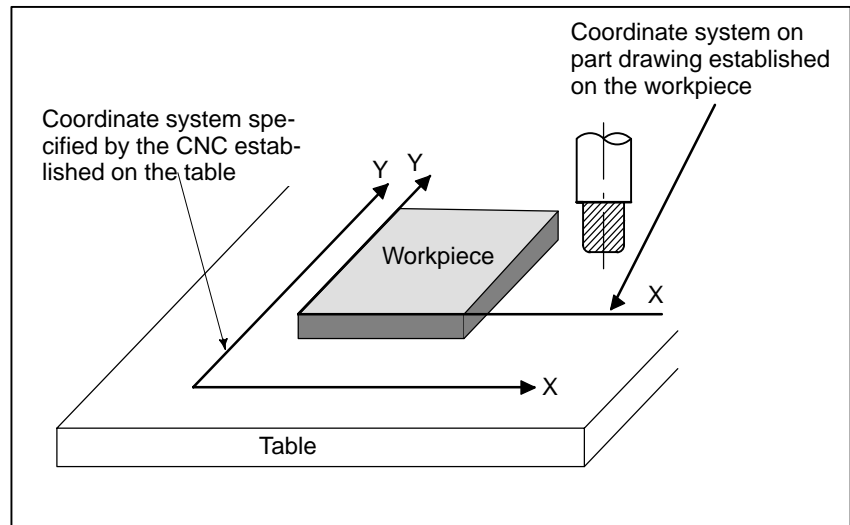 Coordinate system on
part drawing established
on the workpiece
Coordinate system spe-
cified by the CNC estab-
lished on the table
Y
Y
Workpiece
X
X
Table